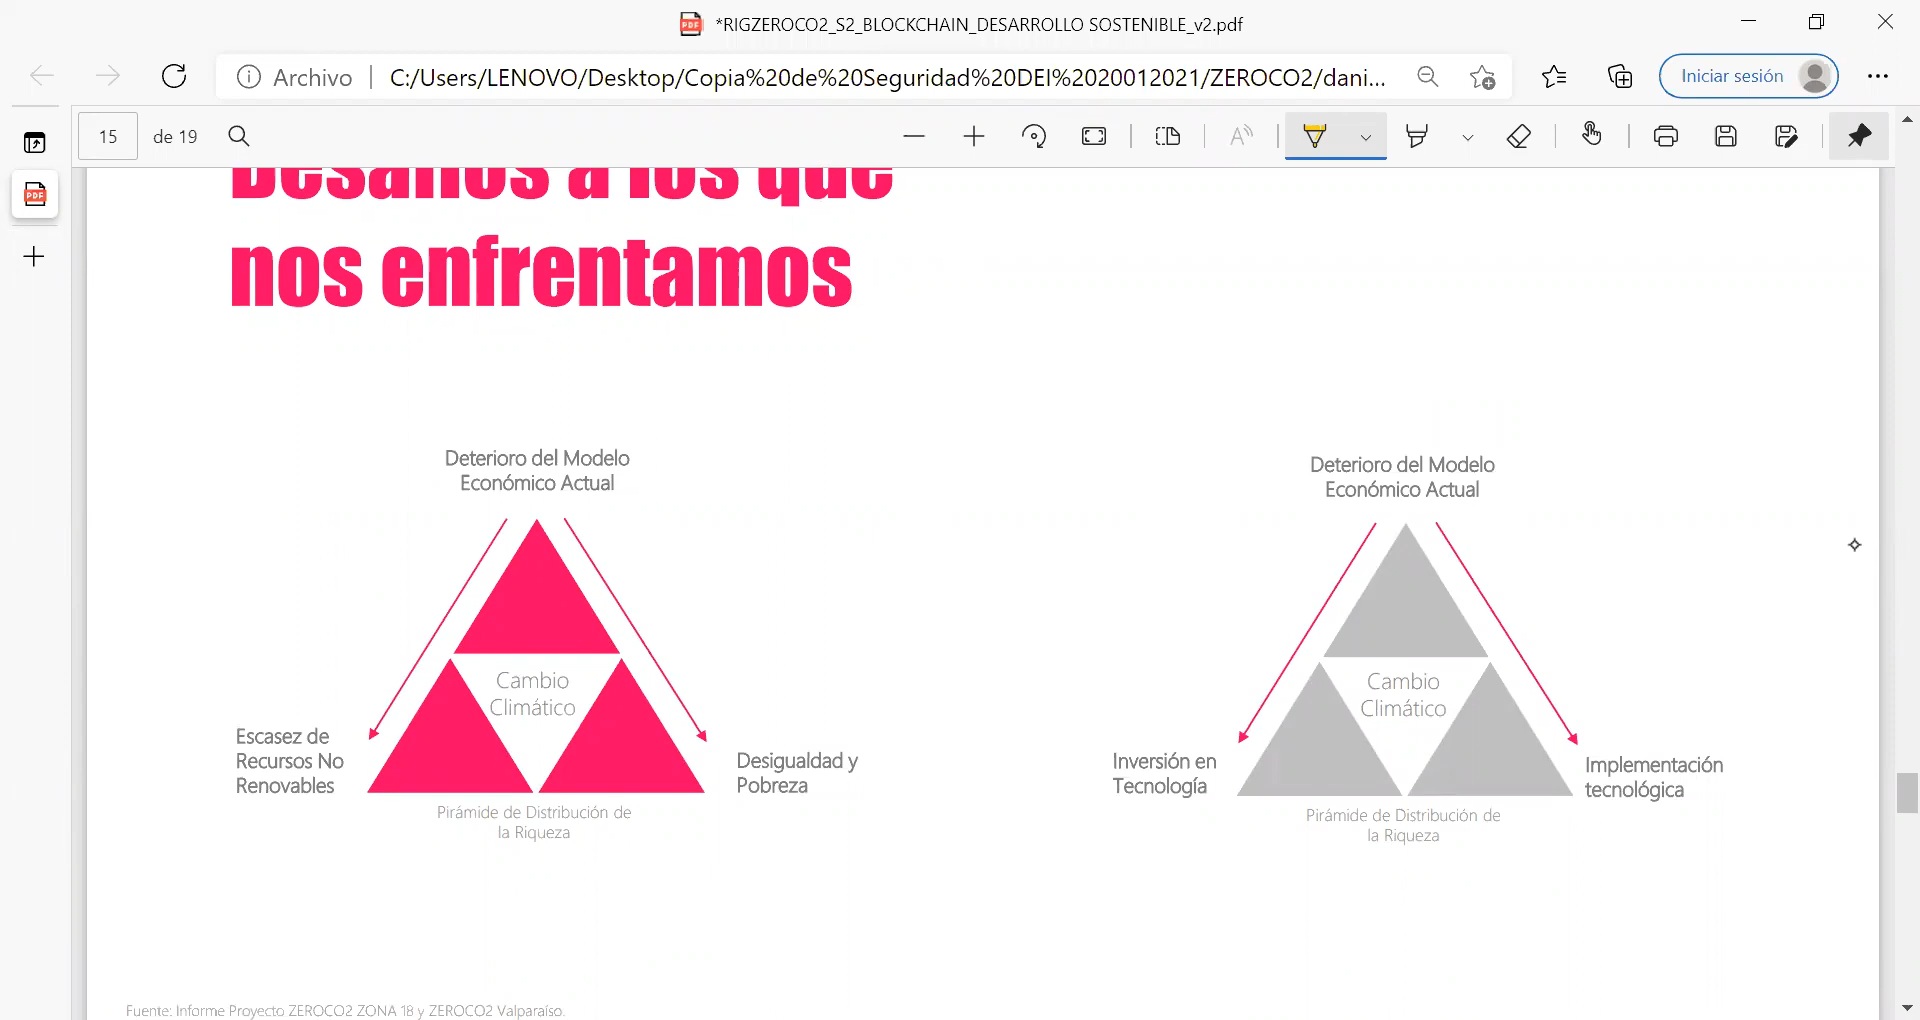 *RIGZEROCO2_S2_BLOCKCHAIN_DESARROLLO SOSTENIBLE_v2.pdf
Archivo
C:/Users/LENOVO/Desktop/Copia%20de%20Seguridad%20DEI%2020012021/ZEROCO2/dani...
Iniciar sesión
15 de 19
Desafíos a los que
nos enfrentamos
Deterioro del Modelo
Económico Actual
Cambio
Climático
Escasez de
Recursos No
Renovables
Desigualdad y
Pobreza
Pirámide de Distribución de
la Riqueza
Deterioro del Modelo
Económico Actual
Cambio
Climático
Inversión en
Tecnología
Implementación
tecnológica
Pirámide de Distribución de
la Riqueza
Fuente: Informe Proyecto ZEROCO2 ZONA 18 y ZEROCO2 Valparaíso.